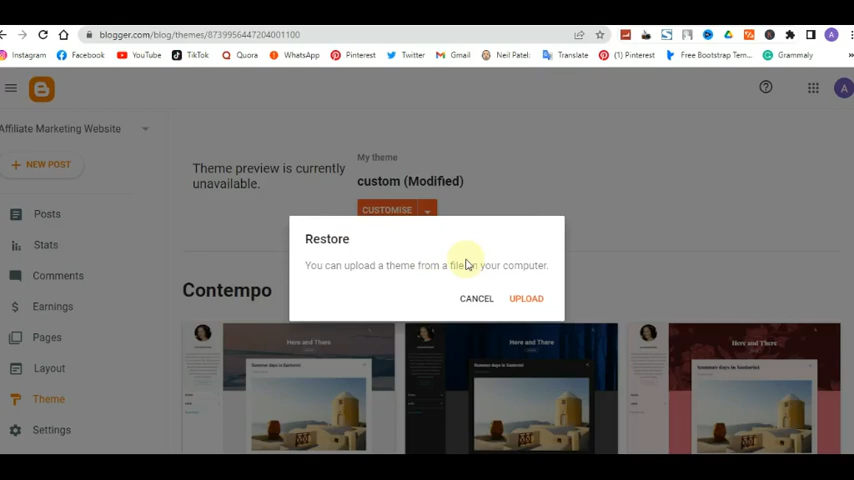 blogger.com/blog/themes/8739956447204001100
A
Instagram
Facebook
YouTube
TikTok
Quora
WhatsApp
Pinterest
Twitter
Gmail
Neil Patel:
Translate
(1) Pinterest
Free Bootstrap Tem...
Grammaly
»
A
Affiliate Marketing Website
+ NEW POST
Posts
Stats
Comments
Earnings
Pages
Layout
Theme
Settings
Theme preview is currently
unavailable.
My theme
custom (Modified)
CUSTOMISE
Restore
You can upload a theme from a file on your computer.
CANCEL
UPLOAD
Contempo
Here and There
Summer days in Santorini
Here and There
Summer days in Santorini
Here and There
Summer days in Santorini